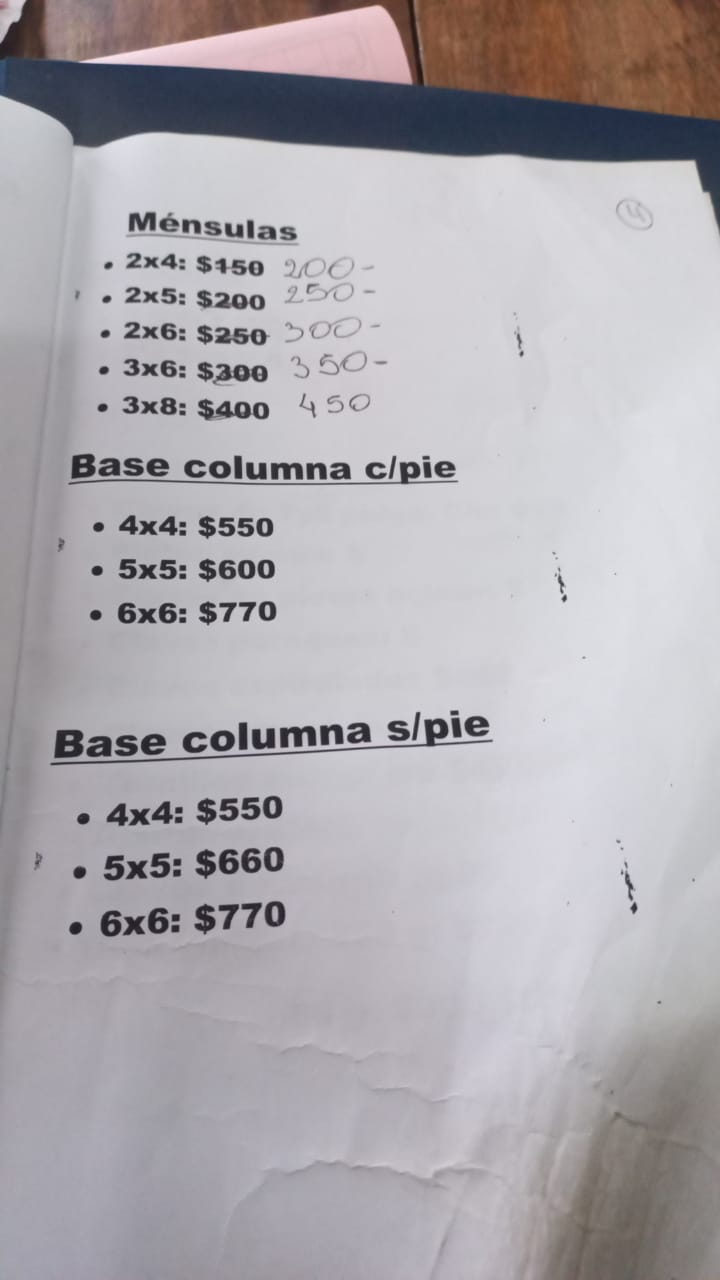 4
Ménsulas
• 2x4: $150 200-
• 2x5: $200 250-
• 2x6: $250 300-
• 3x6: $300 350-
• 3x8: $400 450
Base columna c/pie
• 4x4: $550
• 5x5: $600
• 6x6: $770
Base columna s/pie
• 4x4: $550
• 5x5: $660
• 6x6: $770